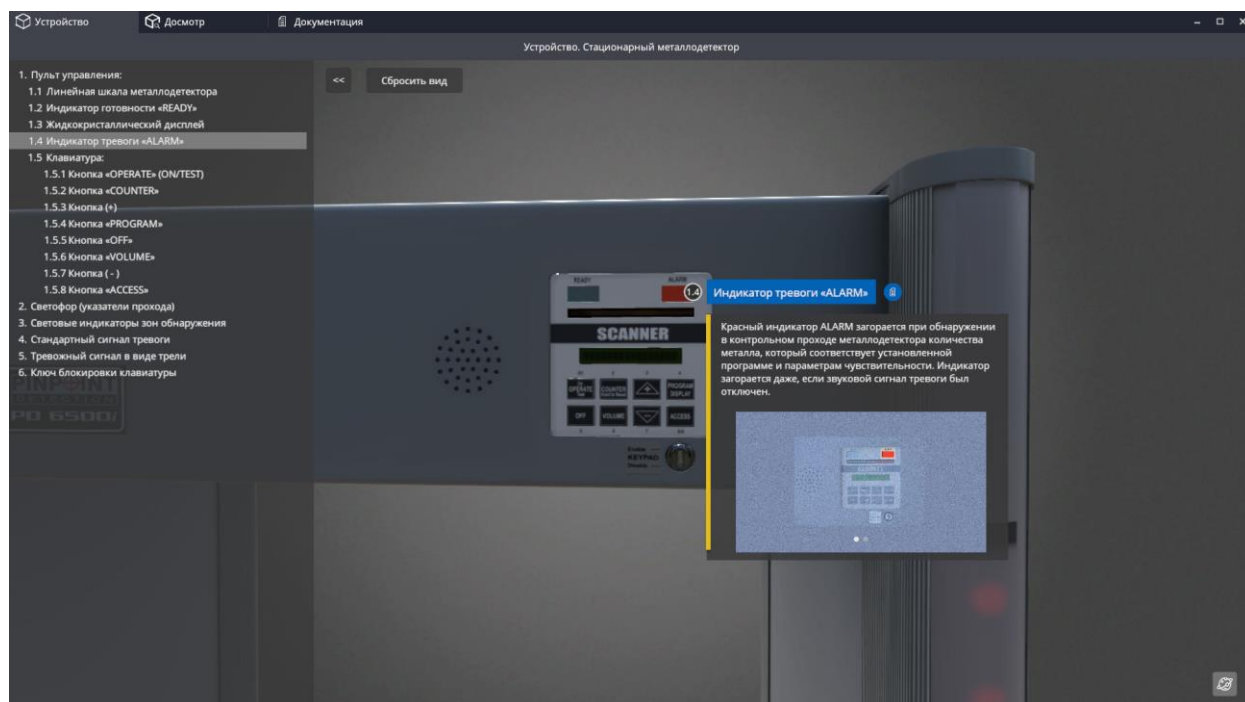 Устройство
Досмотр
Документация
Устройство. Стационарный металлодетектор
1. Пульт управления:
1.1 Линейная шкала металлодетектора
1.2 Индикатор готовности «READY»
1.3 Жидкокристаллический дисплей
1.4 Индикатор тревоги «ALARM»
1.5 Клавиатура:
1.5.1 Кнопка «OPERATE» (ON/TEST)
1.5.2 Кнопка «COUNTER»
1.5.3 Кнопка (+)
1.5.4 Кнопка «PROGRAM»
1.5.5 Кнопка «OFF»
1.5.6 Кнопка «VOLUME»
1.5.7 Кнопка ( - )
1.5.8 Кнопка «ACCESS»
2. Светофор (указатели прохода)
3. Световые индикаторы зон обнаружения
4. Стандартный сигнал тревоги
5. Тревожный сигнал в виде трели
6. Ключ блокировки клавиатуры
<<
Сбросить вид
PINPOINT
DETECTION
PD 6500i
READY
ALARM
SCANNER
OPERATE COUNTER PROGRAM
DISPLAY
OFF VOLUME ACCESS
Enable
KEYPAD
Disable
1.4
Индикатор тревоги «ALARM»
Красный индикатор ALARM загорается при обнаружении
в контрольном проходе металлодетектора количества
металла, который соответствует установленной
программе и параметрам чувствительности. Индикатор
загорается даже, если звуковой сигнал тревоги был
отключен.